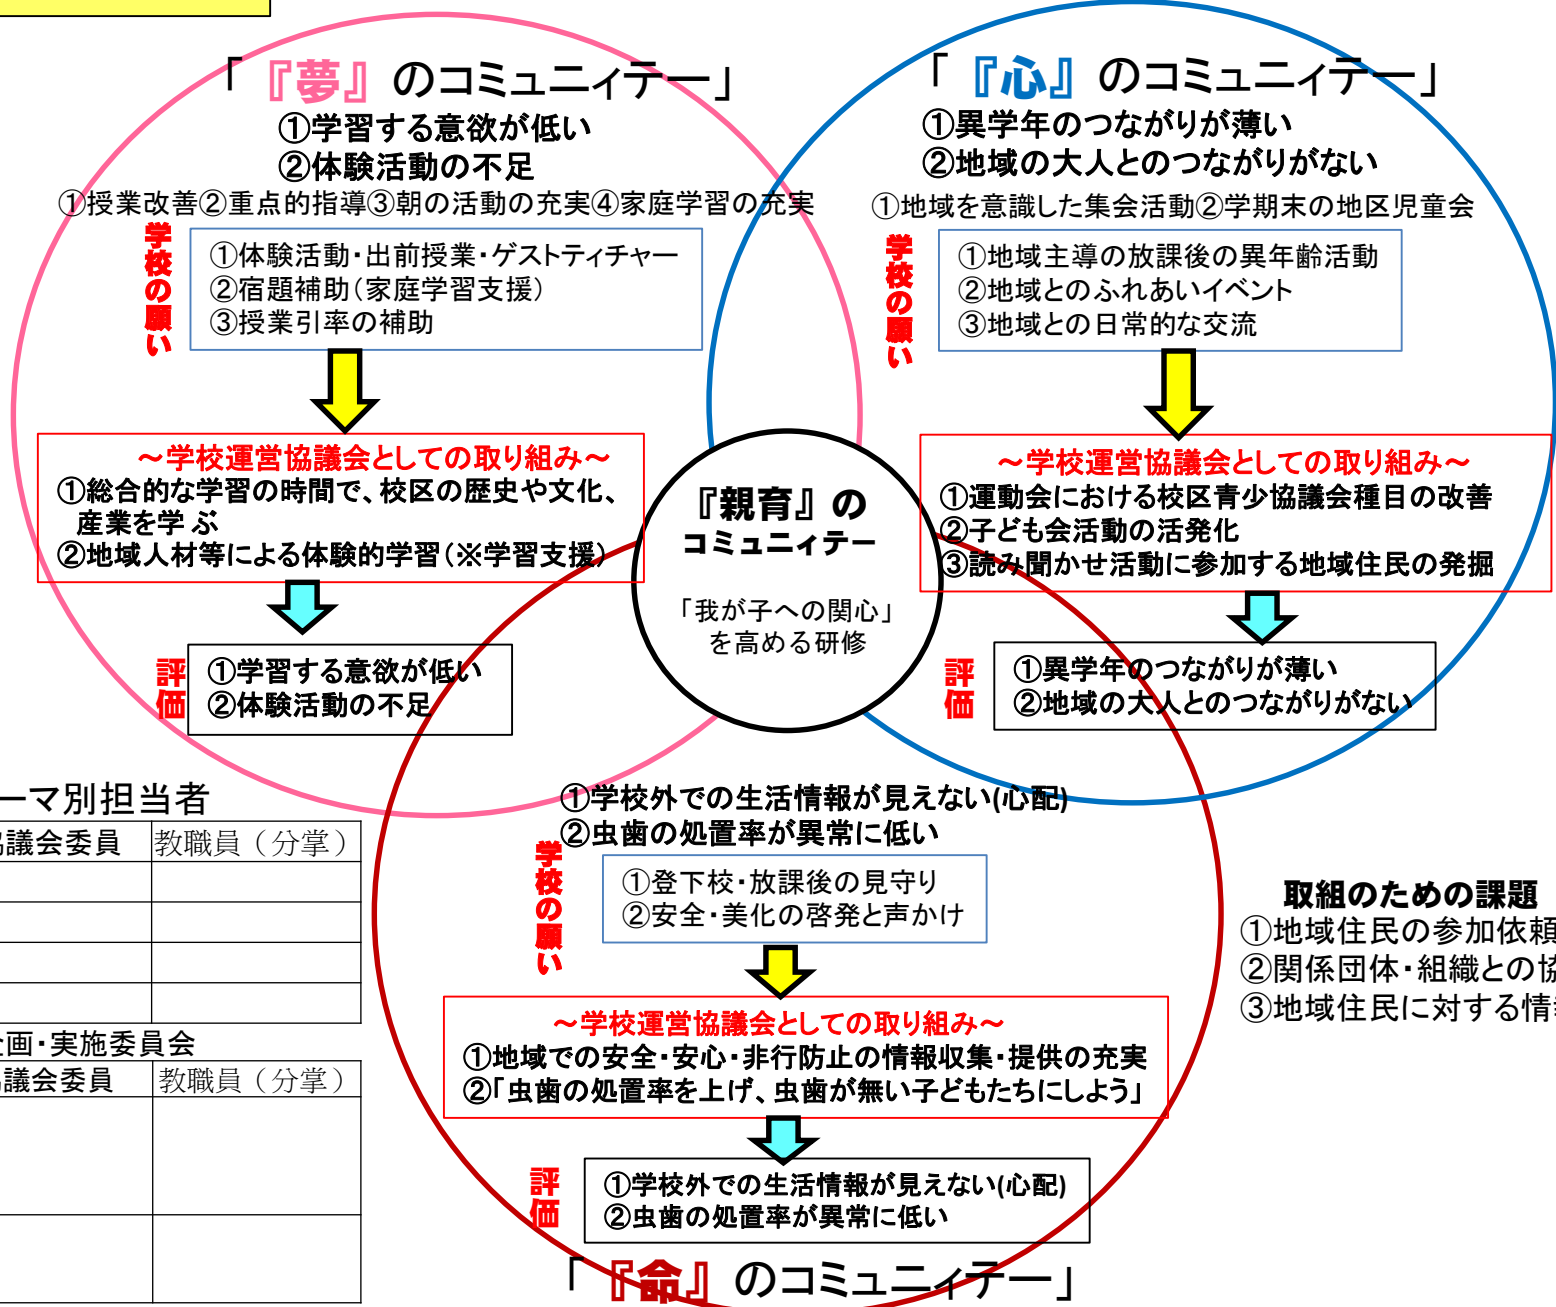 「『夢』のコミュニィテー」
①学習する意欲が低い
②体験活動の不足
①授業改善②重点的指導③朝の活動の充実④家庭学習の充実
学校の願い
①体験活動・出前授業・ゲストティチャー
②宿題補助（家庭学習支援）
③授業引率の補助
～学校運営協議会としての取り組み～
①総合的な学習の時間で、校区の歴史や文化、
産業を学ぶ
②地域人材等による体験的学習（※学習支援）
評価
①学習する意欲が低い
②体験活動の不足
「『心』のコミュニィテー」
①異学年のつながりが薄い
②地域の大人とのつながりがない
①地域を意識した集会活動②学期末の地区児童会
学校の願い
①地域主導の放課後の異年齢活動
②地域とのふれあいイベント
③地域との日常的な交流
～学校運営協議会としての取り組み～
①運動会における校区青少協議会種目の改善
②子ども会活動の活発化
③読み聞かせ活動に参加する地域住民の発掘
評価
①異学年のつながりが薄い
②地域の大人とのつながりがない
『親育』の
コミュニィテー
「我が子への関心」
を高める研修
①学校外での生活情報が見えない(心配)
②虫歯の処置率が異常に低い
学校の願い
①登下校・放課後の見守り
②安全・美化の啓発と声かけ
～学校運営協議会としての取り組み～
①地域での安全・安心・非行防止の情報収集・提供の充実
②「虫歯の処置率を上げ、虫歯が無い子どもたちにしよう」
評価
①学校外での生活情報が見えない(心配)
②虫歯の処置率が異常に低い
「『命』のコミュニィテー」
ーマ別担当者
議会委員 教職員（分掌）
画・実施委員会
議会委員 教職員（分掌）
取組のための課題
①地域住民の参加依頼
②関係団体・組織との協
③地域住民に対する情